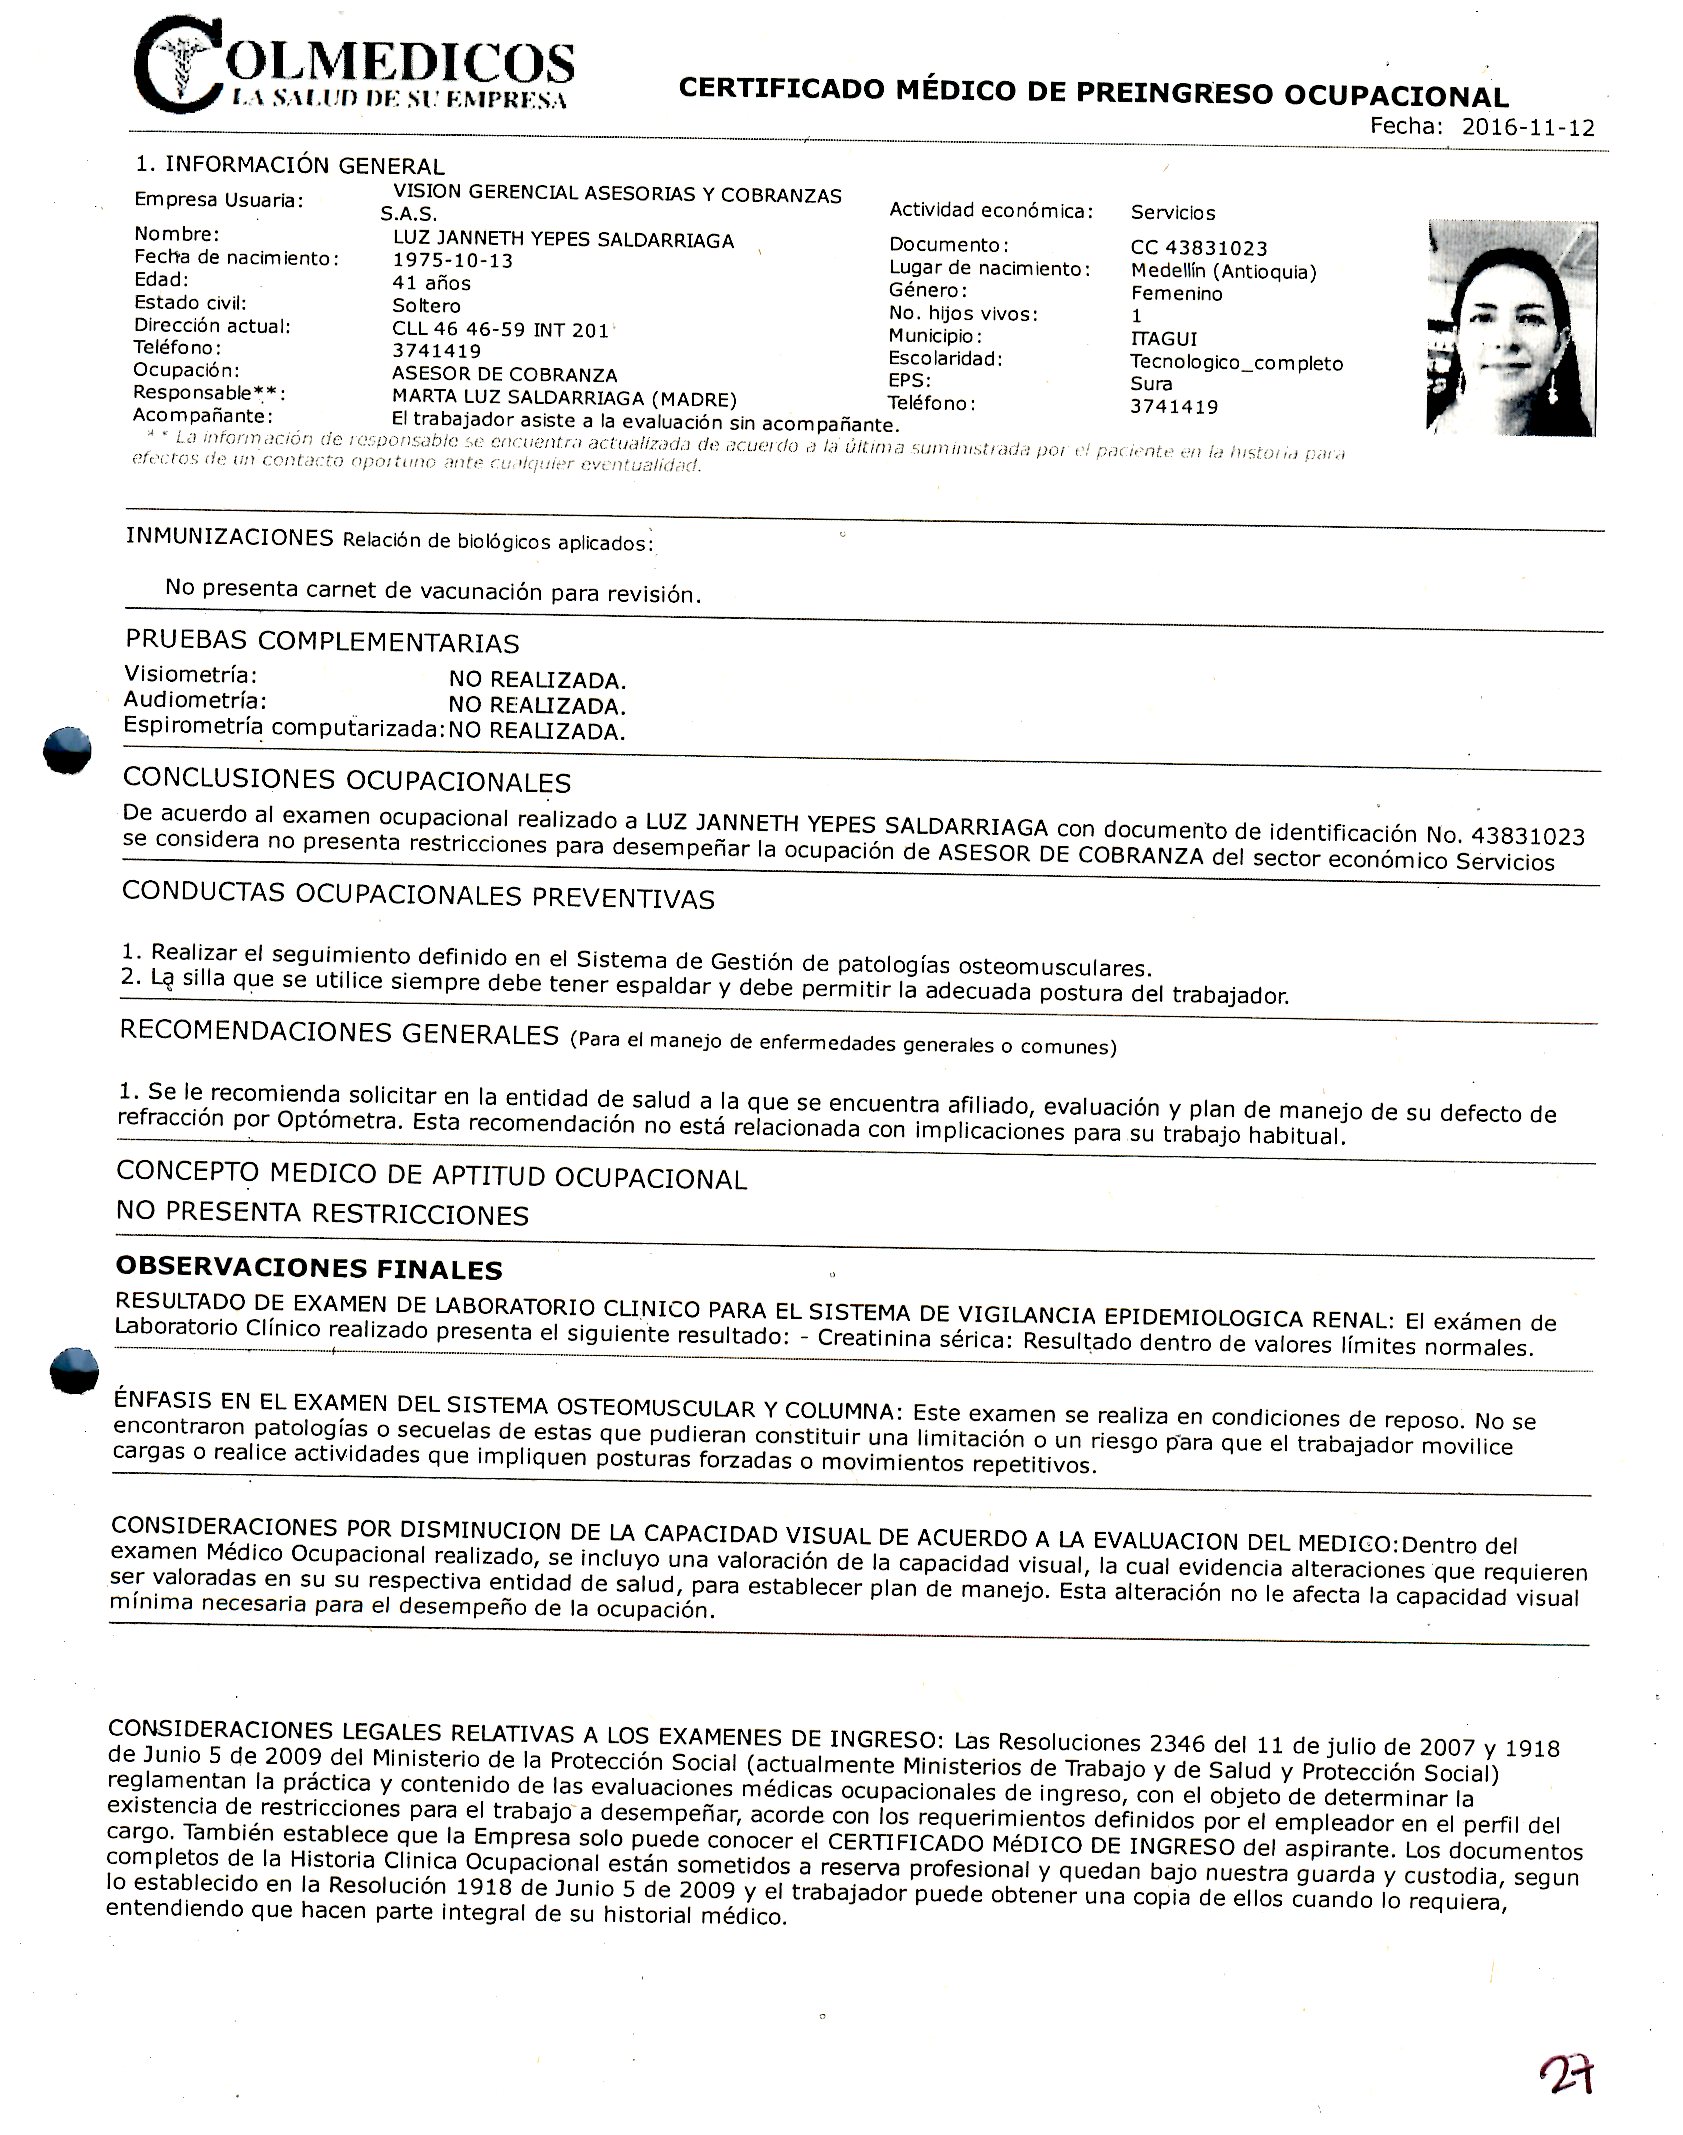 COLMEDICOS
LA SALUD DE SU EMPRESA
CERTIFICADO MÉDICO DE PREINGRESO OCUPACIONAL
Fecha: 2016-11-12
1. INFORMACIÓN GENERAL
Empresa Usuaria: VISION GERENCIAL ASESORIAS Y COBRANZAS
S.A.S.
Actividad económica: Servicios
Nombre: LUZ JANNETH YEPES SALDARRIAGA
Documento: CC 43831023
Fecha de nacimiento: 1975-10-13
Lugar de nacimiento: Medellín (Antioquia)
Edad: 41 años
Género: Femenino
Estado civil: Soltero
No. hijos vivos: 1
Dirección actual: CLL 46 46-59 INT 201
Municipio: ITAGUI
Teléfono: 3741419
Escolaridad: Tecnologico_completo
Ocupación: ASESOR DE COBRANZA
EPS: Sura
Responsable**: MARTA LUZ SALDARRIAGA (MADRE)
Teléfono: 3741419
Acompañante: El trabajador asiste a la evaluación sin acompañante.
** La información de responsable se encuentra actualizada de acuerdo a la última suministrada por el paciente en la historia para
efectos de un contacto oportuno ante cualquier eventualidad.
INMUNIZACIONES Relación de biológicos aplicados:
No presenta carnet de vacunación para revisión.
PRUEBAS COMPLEMENTARIAS
Visiometría: NO REALIZADA.
Audiometría: NO REALIZADA.
Espirometría computarizada: NO REALIZADA.
CONCLUSIONES OCUPACIONALES
De acuerdo al examen ocupacional realizado a LUZ JANNETH YEPES SALDARRIAGA con documento de identificación No. 43831023
se considera no presenta restricciones para desempeñar la ocupación de ASESOR DE COBRANZA del sector económico Servicios
CONDUCTAS OCUPACIONALES PREVENTIVAS
1. Realizar el seguimiento definido en el Sistema de Gestión de patologías osteomusculares.
2. La silla que se utilice siempre debe tener espaldar y debe permitir la adecuada postura del trabajador.
RECOMENDACIONES GENERALES (Para el manejo de enfermedades generales o comunes)
1. Se le recomienda solicitar en la entidad de salud a la que se encuentra afiliado, evaluación y plan de manejo de su defecto de
refracción por Optómetra. Esta recomendación no está relacionada con implicaciones para su trabajo habitual.
CONCEPTO MEDICO DE APTITUD OCUPACIONAL
NO PRESENTA RESTRICCIONES
OBSERVACIONES FINALES
RESULTADO DE EXAMEN DE LABORATORIO CLINICO PARA EL SISTEMA DE VIGILANCIA EPIDEMIOLOGICA RENAL: El exámen de
Laboratorio Clínico realizado presenta el siguiente resultado: - Creatinina sérica: Resultado dentro de valores límites normales.
ÉNFASIS EN EL EXAMEN DEL SISTEMA OSTEOMUSCULAR Y COLUMNA: Este examen se realiza en condiciones de reposo. No se
encontraron patologías o secuelas de estas que pudieran constituir una limitación o un riesgo para que el trabajador movilice
cargas o realice actividades que impliquen posturas forzadas o movimientos repetitivos.
CONSIDERACIONES POR DISMINUCION DE LA CAPACIDAD VISUAL DE ACUERDO A LA EVALUACION DEL MEDICO: Dentro del
examen Médico Ocupacional realizado, se incluyo una valoración de la capacidad visual, la cual evidencia alteraciones que requieren
ser valoradas en su su respectiva entidad de salud, para establecer plan de manejo. Esta alteración no le afecta la capacidad visual
mínima necesaria para el desempeño de la ocupación.
CONSIDERACIONES LEGALES RELATIVAS A LOS EXAMENES DE INGRESO: Las Resoluciones 2346 del 11 de julio de 2007 y 1918
de Junio 5 de 2009 del Ministerio de la Protección Social (actualmente Ministerios de Trabajo y de Salud y Protección Social)
reglamentan la práctica y contenido de las evaluaciones médicas ocupacionales de ingreso, con el objeto de determinar la
existencia de restricciones para el trabajo a desempeñar, acorde con los requerimientos definidos por el empleador en el perfil del
cargo. También establece que la Empresa solo puede conocer el CERTIFICADO MéDICO DE INGRESO del aspirante. Los documentos
completos de la Historia Clinica Ocupacional están sometidos a reserva profesional y quedan bajo nuestra guarda y custodia, segun
lo establecido en la Resolución 1918 de Junio 5 de 2009 y el trabajador puede obtener una copia de ellos cuando lo requiera,
entendiendo que hacen parte integral de su historial médico.
27